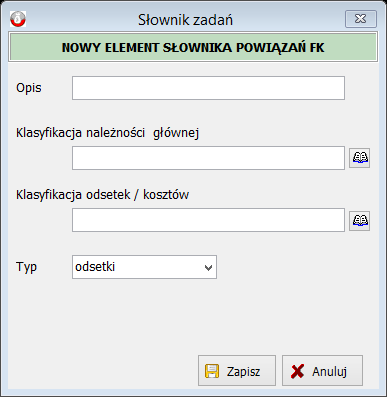 Słownik zadań
NOWY ELEMENT SŁOWNIKA POWIĄZAŃ FK
Opis
Klasyfikacja należności  głównej
Klasyfikacja odsetek / kosztów
Typ odsetki
Zapisz Anuluj